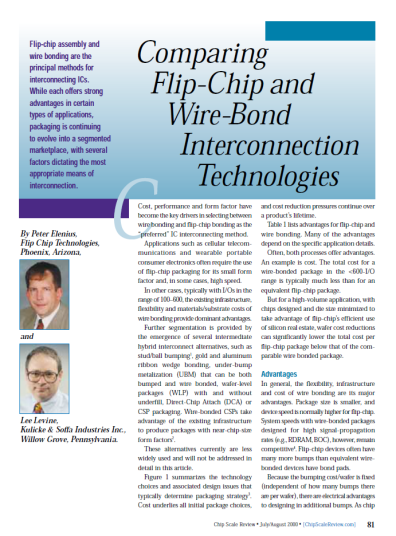 Flip-chip assembly and
wire bonding are the
principal methods for
interconnecting ICs.
While each offers strong
advantages in certain
types of applications,
packaging is continuing
to evolve into a segmented
marketplace, with several
factors dictating the most
appropriate means of
interconnection.
Comparing
Flip-Chip and
Wire-Bond
Interconnection
Technologies
By Peter Elenius,
Flip Chip Technologies,
Phoenix, Arizona,
and
Lee Levine,
Kulicke & Soffa Industries Inc.,
Willow Grove, Pennsylvania.
C
Cost, performance and form factor have
become the key drivers in selecting between
wire bonding and flip-chip bonding as the
“preferred” IC interconnecting method.
Applications such as cellular telecom-
munications and wearable portable
consumer electronics often require the use
of flip-chip packaging for its small form
factor and, in some cases, high speed.
In other cases, typically with I/Os in the
range of 100–600, the existing infrastructure,
flexibility and materials/substrate costs of
wire bonding provide dominant advantages.
Further segmentation is provided by
the emergence of several intermediate
hybrid interconnect alternatives, such as
stud/ball bumping¹, gold and aluminum
ribbon wedge bonding, under-bump
metalization (UBM) that can be both
bumped and wire bonded, wafer-level
packages (WLP) with and without
underfill, Direct-Chip Attach (DCA) or
CSP packaging. Wire-bonded CSPs take
advantage of the existing infrastructure
to produce packages with near-chip-size
form factors².
These alternatives currently are less
widely used and will not be addressed in
detail in this article.
Figure 1 summarizes the technology
choices and associated design issues that
typically determine packaging strategy³.
Cost underlies all initial package choices,
and cost reduction pressures continue over
a product’s lifetime.
Table 1 lists advantages for flip-chip and
wire bonding. Many of the advantages
depend on the specific application details.
Often, both processes offer advantages.
An example is cost. The total cost for a
wire-bonded package in the <600-I/O
range is typically much less than for an
equivalent flip-chip package.
But for a high-volume application, with
chips designed and die size minimized to
take advantage of flip-chip’s efficient use
of silicon real estate, wafer cost reductions
can significantly lower the total cost per
flip-chip package below that of the com-
parable wire bonded package.
Advantages
In general, the flexibility, infrastructure
and cost of wire bonding are its major
advantages. Package size is smaller, and
device speed is normally higher for flip-chip.
System speeds with wire-bonded packages
designed for high signal-propagation
rates (e.g., RDRAM, BOC), however, remain
competitive⁴. Flip-chip devices often have
many more bumps than equivalent wire-
bonded devices have bond pads.
Because the bumping cost/wafer is fixed
(independent of how many bumps there
are per wafer), there are electrical advantages
to designing in additional bumps. As chip
Chip Scale Review • July/August 2000 • [ChipScaleReview.com] 81